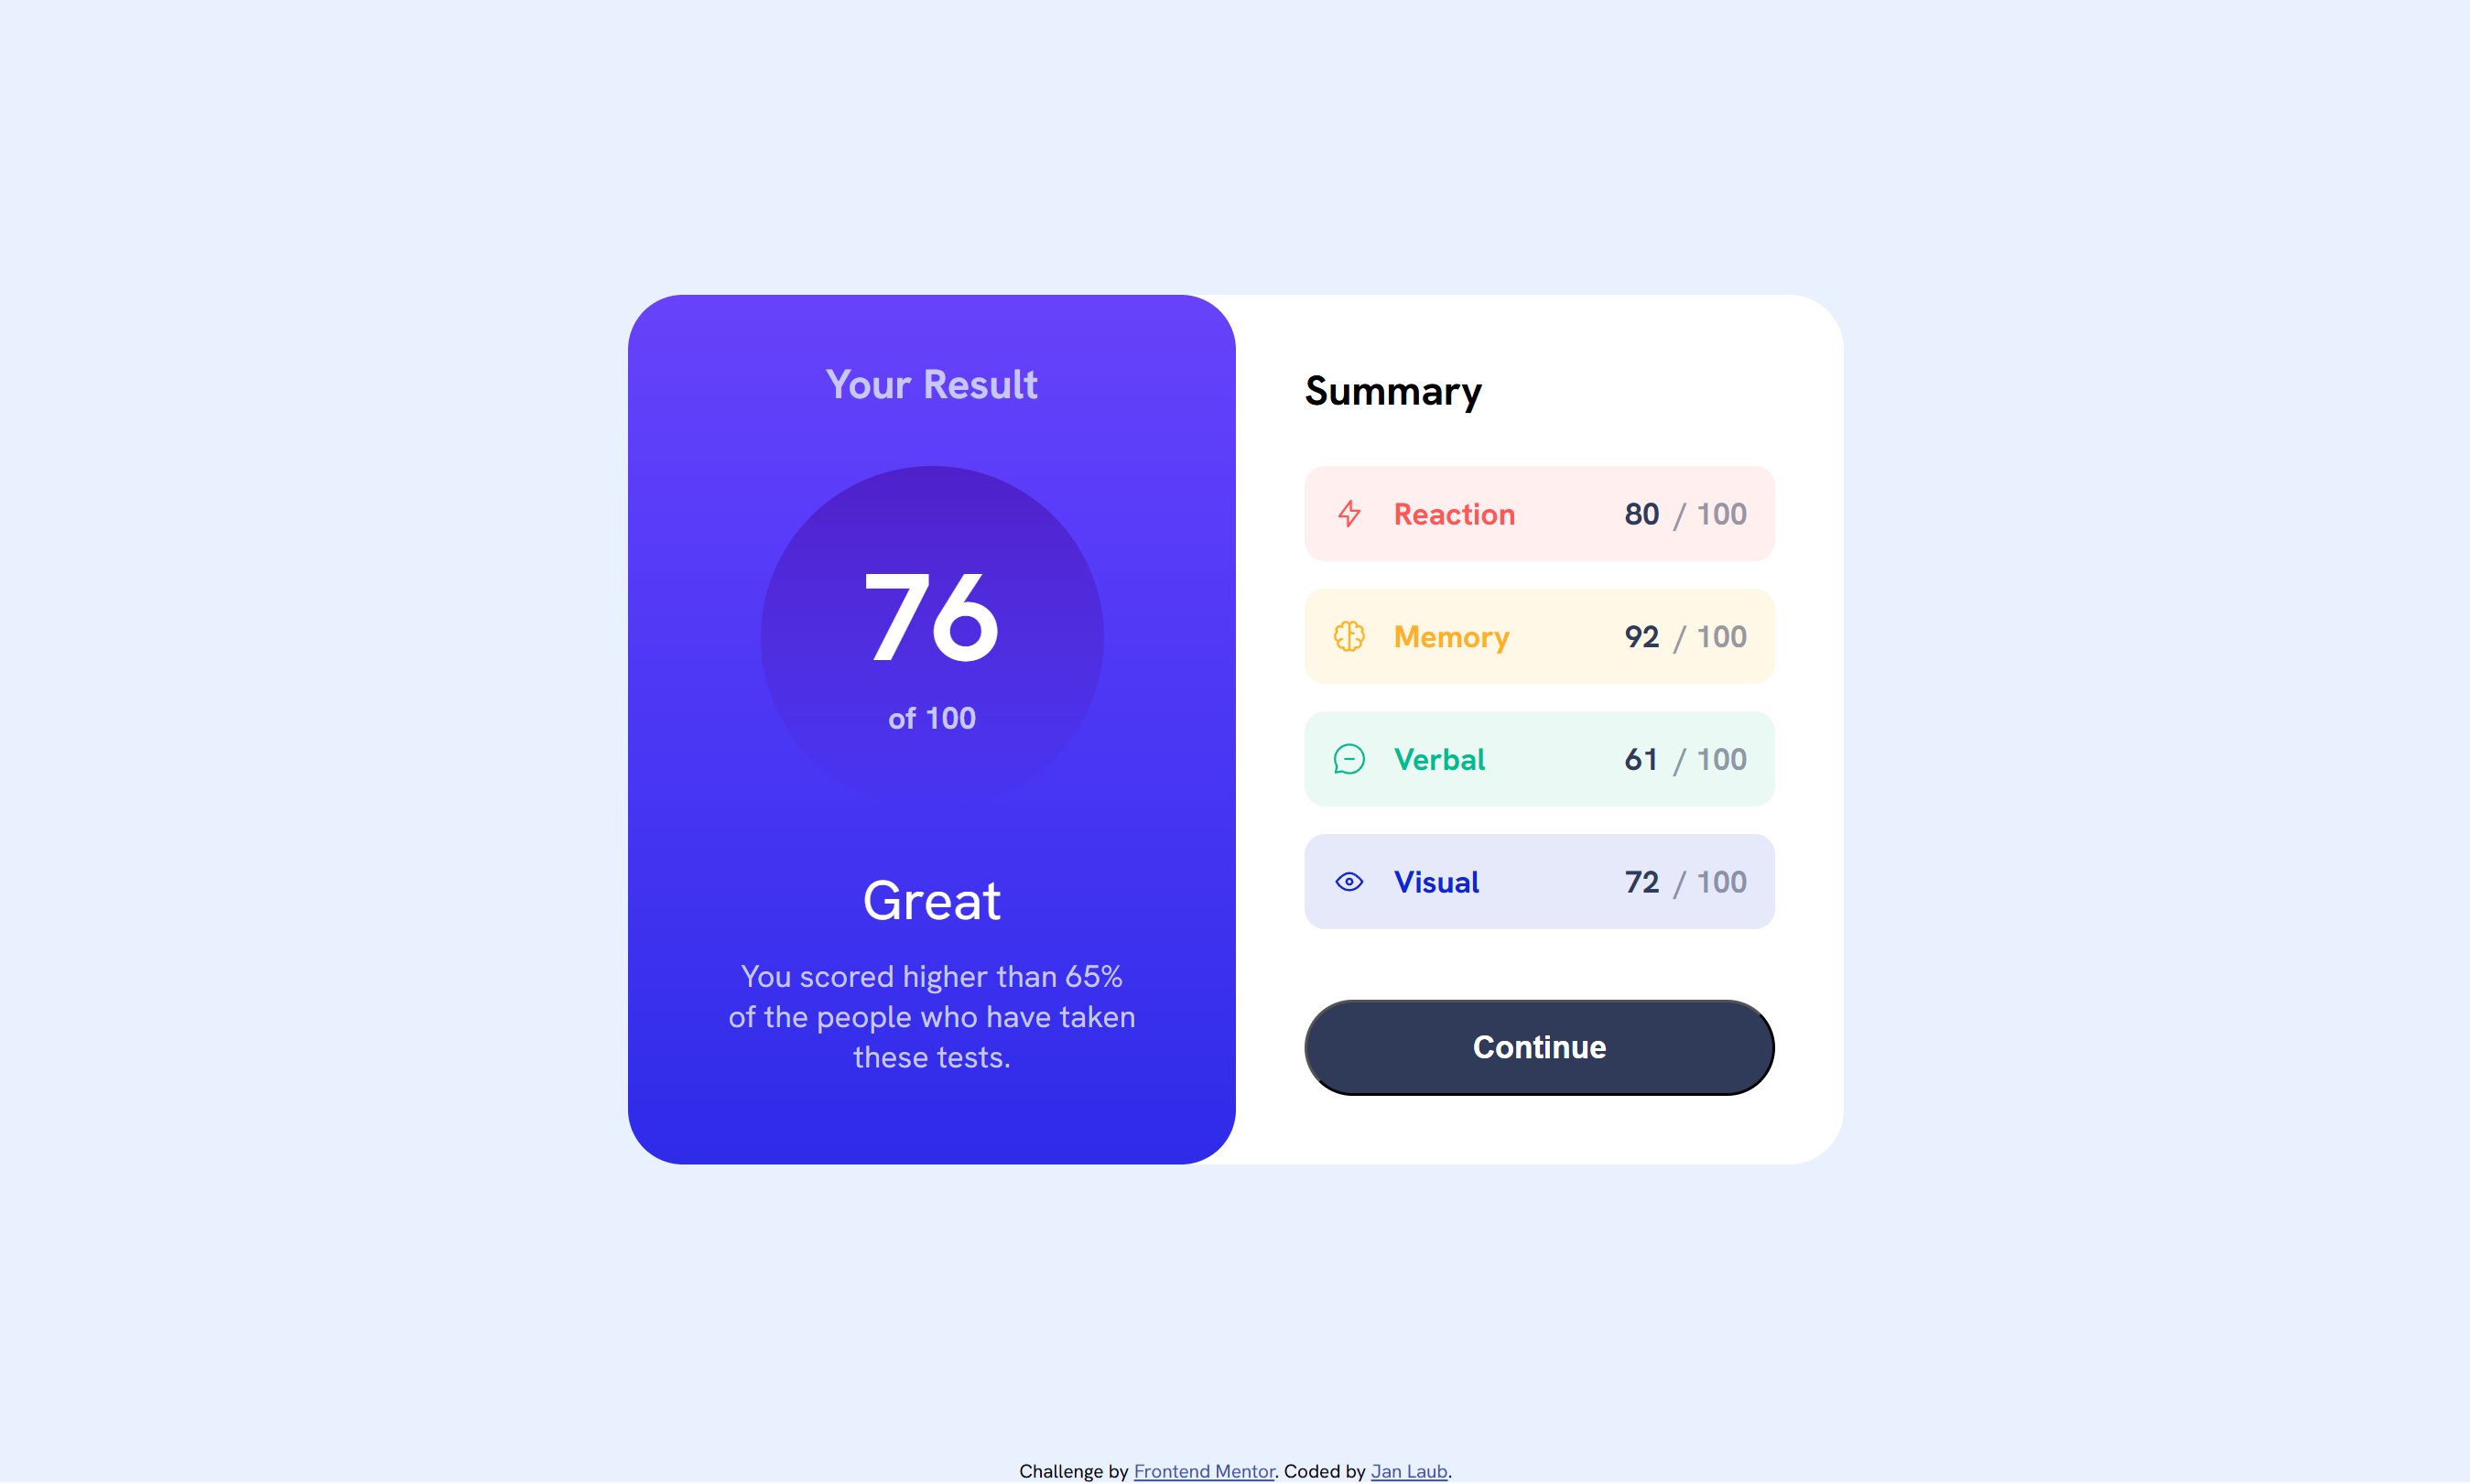 Your Result
76
of 100
Great
You scored higher than 65%
of the people who have taken
these tests.
Summary
Reaction 80 / 100
Memory 92 / 100
Verbal 61 / 100
Visual 72 / 100
Continue
Challenge by Frontend Mentor. Coded by Jan Laub.